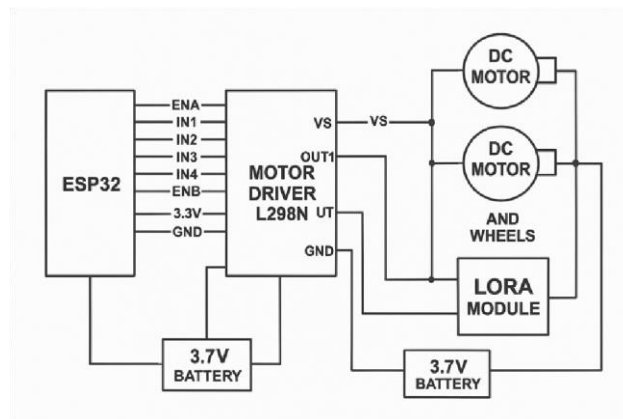 ESP32
ENA
IN1
IN2
IN3
IN4
ENB
3.3V
GND
MOTOR
DRIVER
L298N
VS
OUT1
UT
GND
VS
DC
MOTOR
DC
MOTOR
AND
WHEELS
LORA
MODULE
3.7V
BATTERY
3.7V
BATTERY